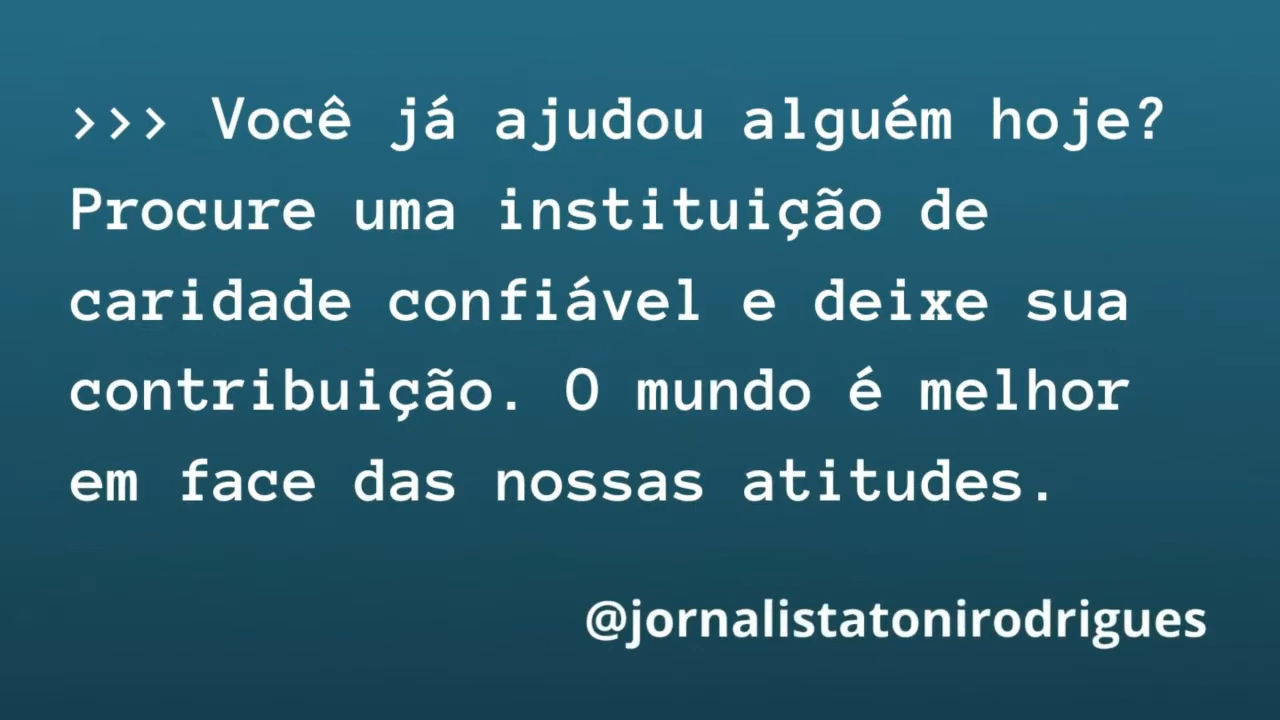 >>> Você já ajudou alguém hoje?
Procure uma instituição de
caridade confiável e deixe sua
contribuição. O mundo é melhor
em face das nossas atitudes.
@jornalistatonirodrigues